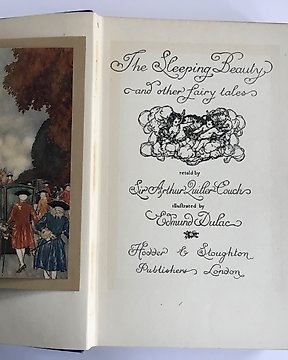 The Sleeping Beauty
and other fairy tales
retold by
Sir Arthur Quiller-Couch
illustrated by
Edmund Dulac
Hodder & Stoughton
Publishers London